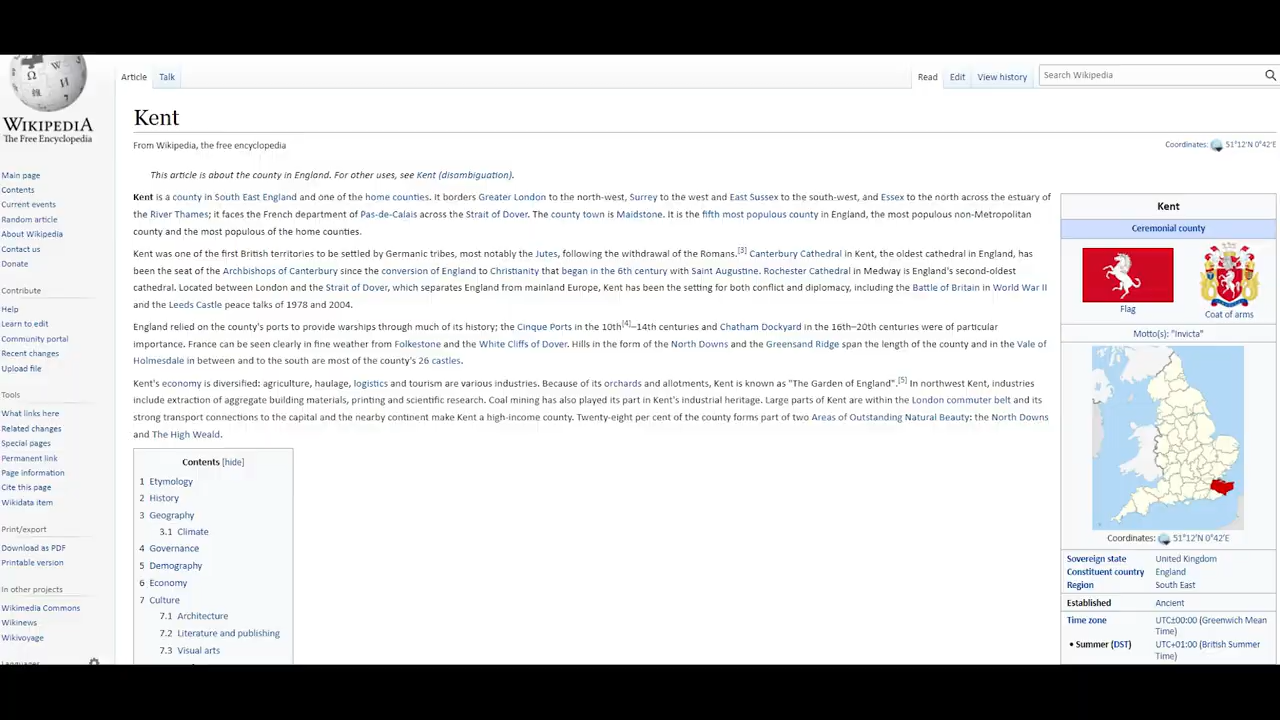 Article Talk Read Edit View history Search Wikipedia
WIKIPEDIA
The Free Encyclopedia
Main page
Contents
Current events
Random article
About Wikipedia
Contact us
Donate
Contribute
Help
Learn to edit
Community portal
Recent changes
Upload file
Tools
What links here
Related changes
Special pages
Permanent link
Page information
Cite this page
Wikidata item
Print/export
Download as PDF
Printable version
In other projects
Wikimedia Commons
Wikinews
Wikivoyage
Kent
From Wikipedia, the free encyclopedia
Coordinates: 51°12′N 0°42′E
This article is about the county in England. For other uses, see Kent (disambiguation).
Kent is a county in South East England and one of the home counties. It borders Greater London to the north-west, Surrey to the west and East Sussex to the south-west, and Essex to the north across the estuary of
the River Thames; it faces the French department of Pas-de-Calais across the Strait of Dover. The county town is Maidstone. It is the fifth most populous county in England, the most populous non-Metropolitan
county and the most populous of the home counties.
Kent was one of the first British territories to be settled by Germanic tribes, most notably the Jutes, following the withdrawal of the Romans.[3] Canterbury Cathedral in Kent, the oldest cathedral in England, has
been the seat of the Archbishops of Canterbury since the conversion of England to Christianity that began in the 6th century with Saint Augustine. Rochester Cathedral in Medway is England's second-oldest
cathedral. Located between London and the Strait of Dover, which separates England from mainland Europe, Kent has been the setting for both conflict and diplomacy, including the Battle of Britain in World War II
and the Leeds Castle peace talks of 1978 and 2004.
England relied on the county's ports to provide warships through much of its history; the Cinque Ports in the 10th[4]–14th centuries and Chatham Dockyard in the 16th–20th centuries were of particular
importance. France can be seen clearly in fine weather from Folkestone and the White Cliffs of Dover. Hills in the form of the North Downs and the Greensand Ridge span the length of the county and in the Vale of
Holmesdale in between and to the south are most of the county's 26 castles.
Kent's economy is diversified: agriculture, haulage, logistics and tourism are various industries. Because of its orchards and allotments, Kent is known as "The Garden of England".[5] In northwest Kent, industries
include extraction of aggregate building materials, printing and scientific research. Coal mining has also played its part in Kent's industrial heritage. Large parts of Kent are within the London commuter belt and its
strong transport connections to the capital and the nearby continent make Kent a high-income county. Twenty-eight per cent of the county forms part of two Areas of Outstanding Natural Beauty: the North Downs
and The High Weald.
Contents [hide]
1 Etymology
2 History
3 Geography
3.1 Climate
4 Governance
5 Demography
6 Economy
7 Culture
7.1 Architecture
7.2 Literature and publishing
7.3 Visual arts
Kent
Ceremonial county
Flag
Coat of arms
Motto(s): "Invicta"
Coordinates: 51°12′N 0°42′E
Sovereign state United Kingdom
Constituent country England
Region South East
Established Ancient
Time zone UTC±00:00 (Greenwich Mean
Time)
• Summer (DST) UTC+01:00 (British Summer
Time)